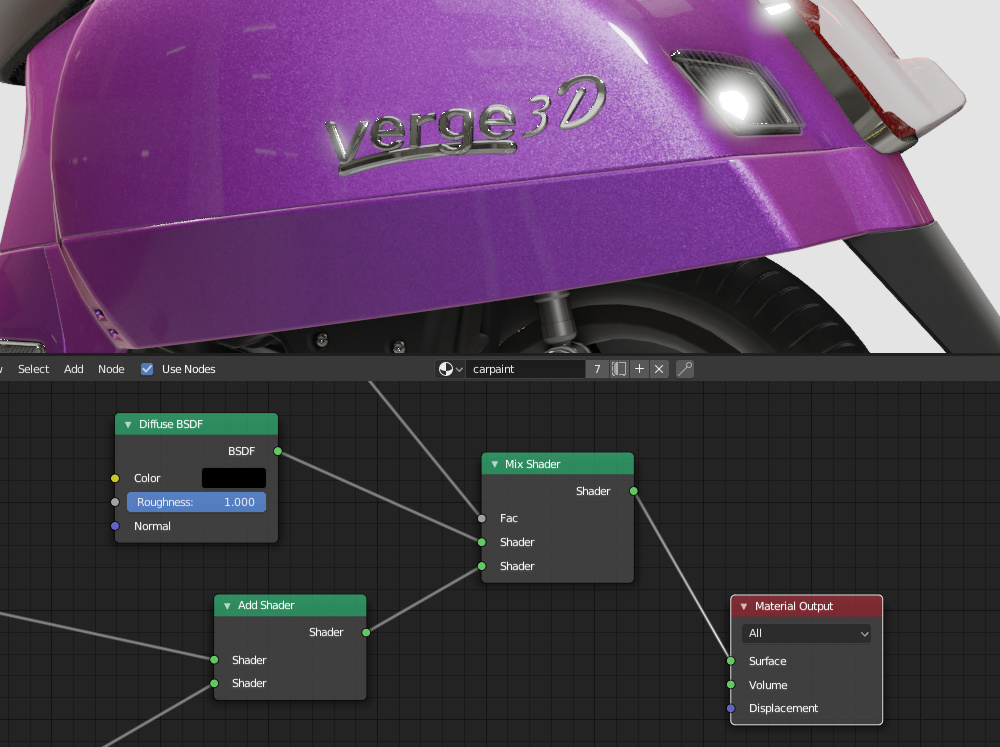 verge3D
Select Add Node Use Nodes carpaint 7
Diffuse BSDF
BSDF
Color
Roughness: 1.000
Normal
Mix Shader
Shader
Fac
Shader
Shader
Add Shader
Shader
Shader
Shader
Material Output
All
Surface
Volume
Displacement